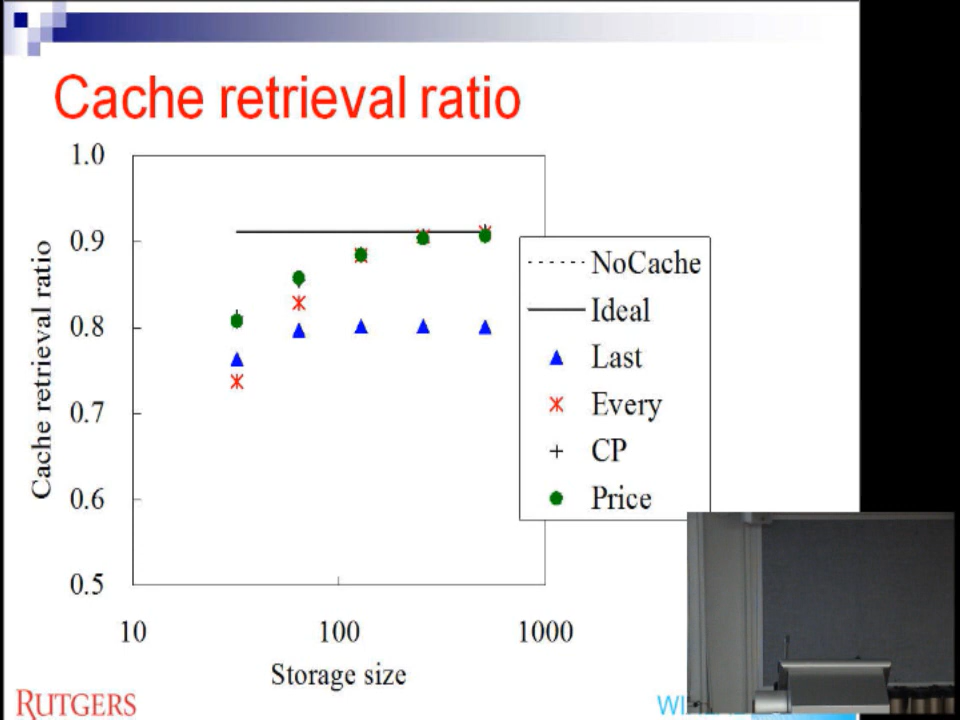 Cache retrieval ratio
1.0
0.9
0.8
0.7
0.6
0.5
Cache retrieval ratio
10
100
1000
Storage size
NoCache
Ideal
Last
Every
CP
Price
RUTGERS